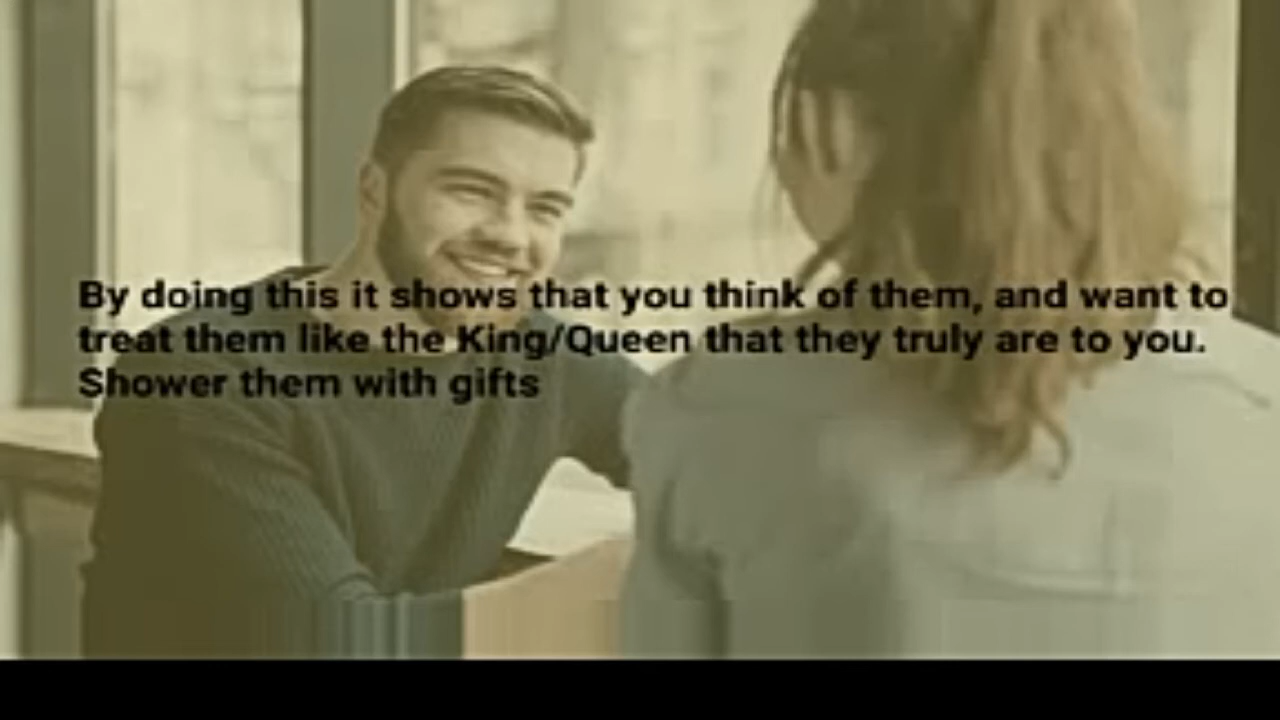 By doing this it shows that you think of them, and want to
treat them like the King/Queen that they truly are to you.
Shower them with gifts